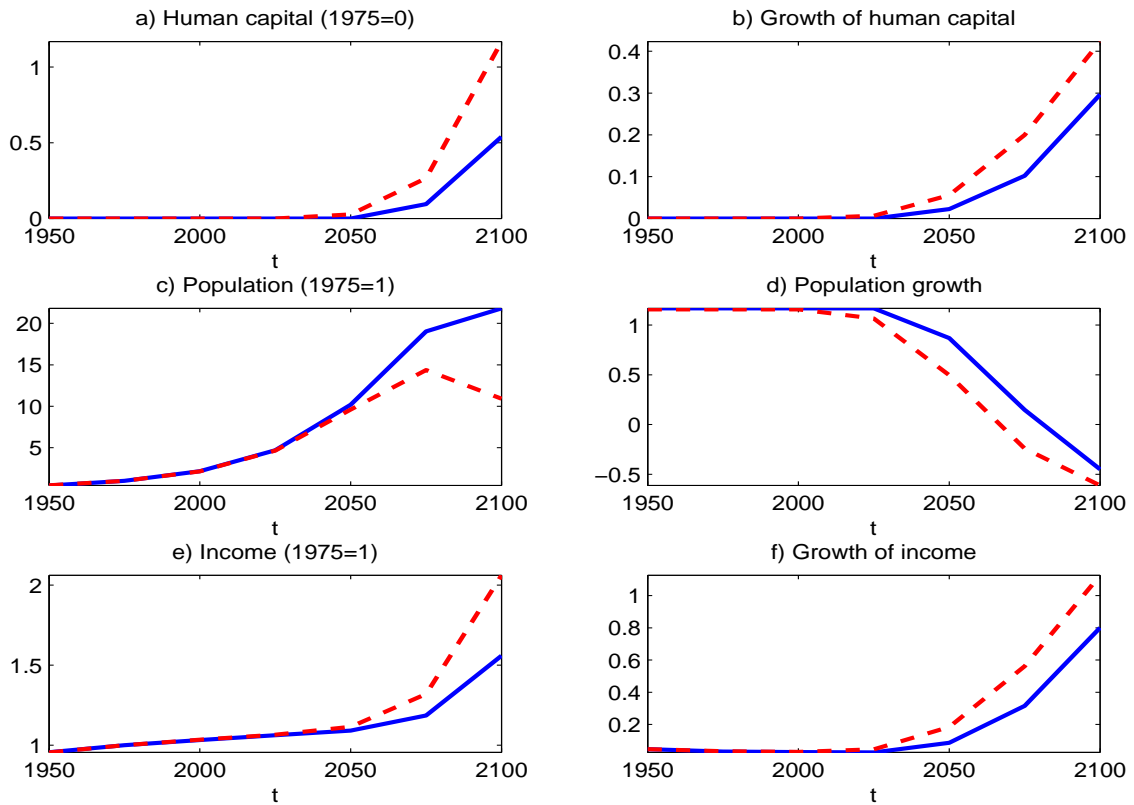 a) Human capital (1975=0)
1
0.5
0
1950 2000 2050 2100
t
b) Growth of human capital
0.4
0.3
0.2
0.1
0
1950 2000 2050 2100
t
c) Population (1975=1)
20
15
10
5
1950 2000 2050 2100
t
d) Population growth
1
0.5
0
−0.5
1950 2000 2050 2100
t
e) Income (1975=1)
2
1.5
1
1950 2000 2050 2100
t
f) Growth of income
1
0.8
0.6
0.4
0.2
1950 2000 2050 2100
t